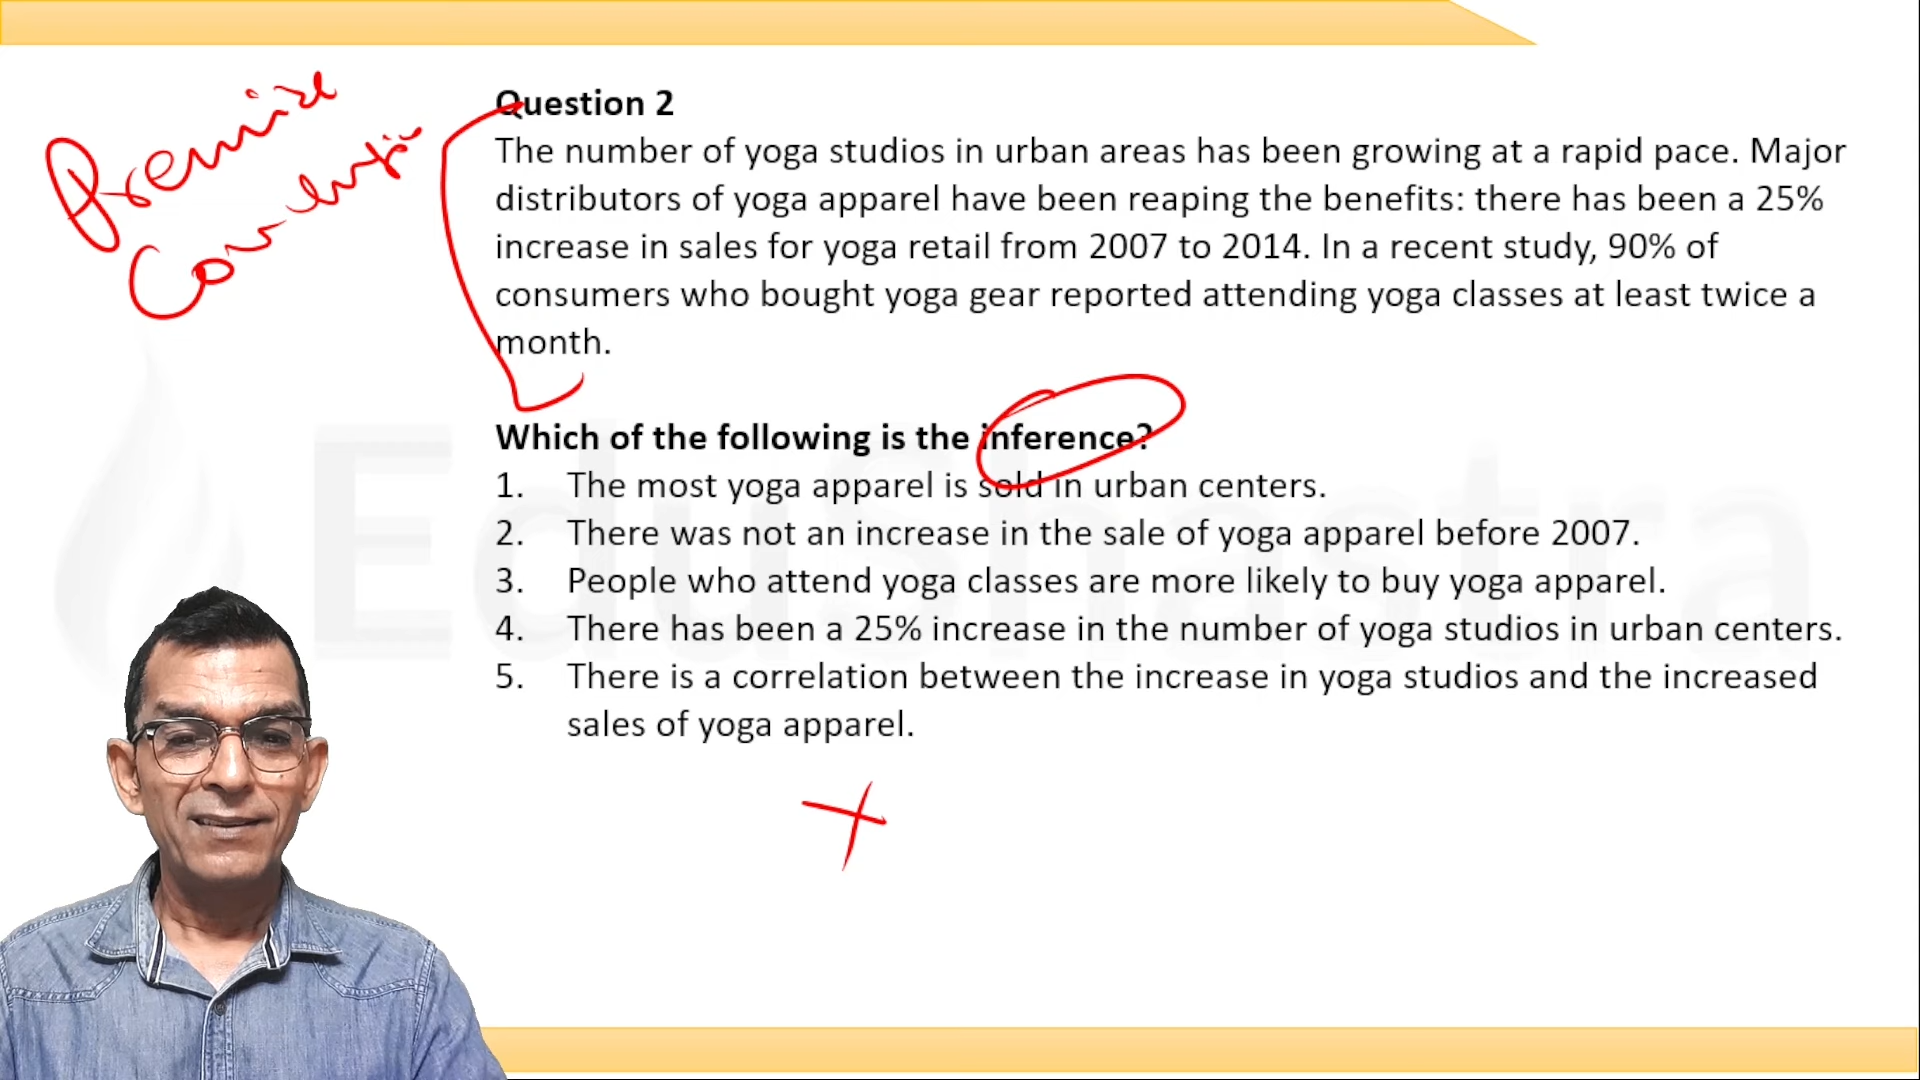 Premise
Conclusion
Question 2
The number of yoga studios in urban areas has been growing at a rapid pace. Major
distributors of yoga apparel have been reaping the benefits: there has been a 25%
increase in sales for yoga retail from 2007 to 2014. In a recent study, 90% of
consumers who bought yoga gear reported attending yoga classes at least twice a
month.
Which of the following is the inference?
1. The most yoga apparel is sold in urban centers.
2. There was not an increase in the sale of yoga apparel before 2007.
3. People who attend yoga classes are more likely to buy yoga apparel.
4. There has been a 25% increase in the number of yoga studios in urban centers.
5. There is a correlation between the increase in yoga studios and the increased
sales of yoga apparel.
EduShastra